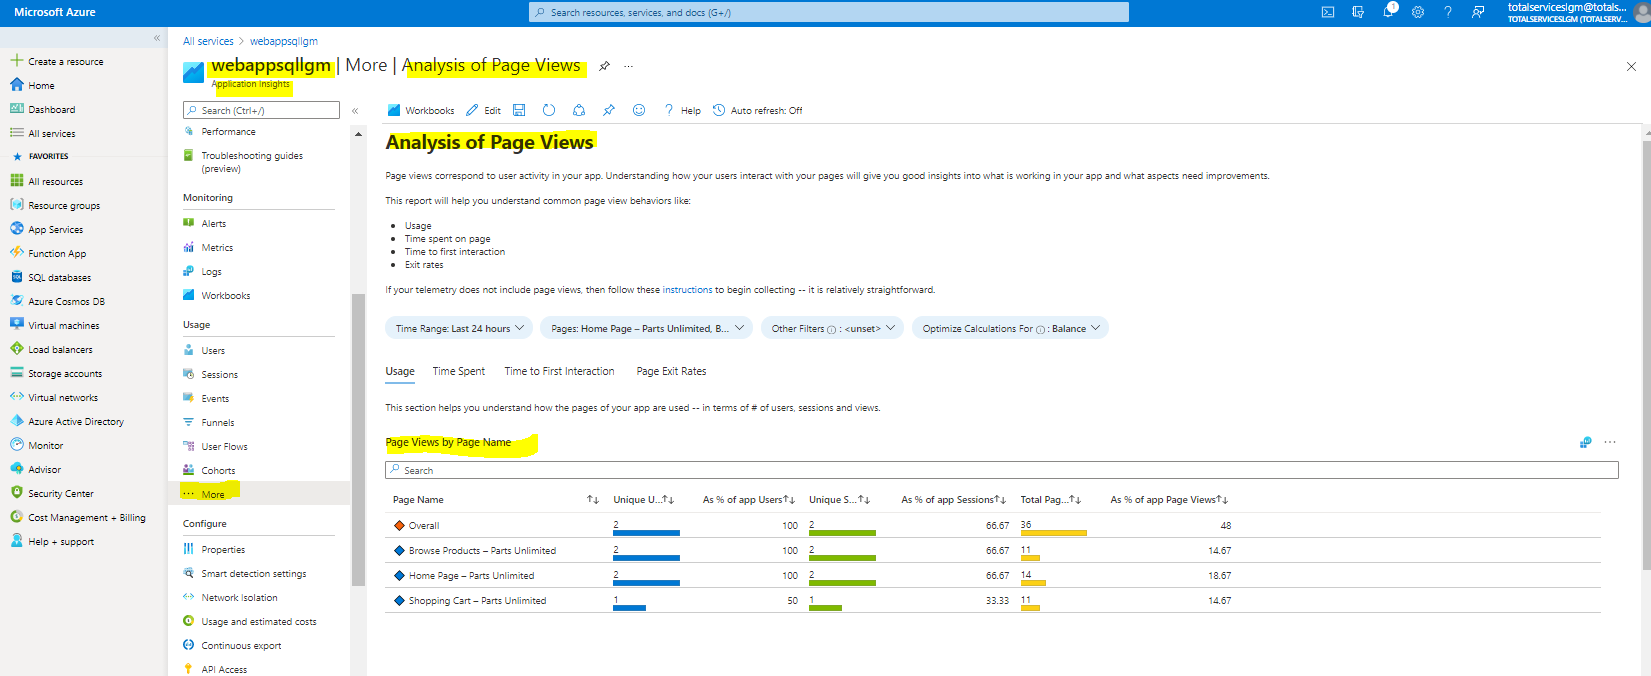 Microsoft Azure
Search resources, services, and docs (G+/)
1
totalserviceslgm@totals...
TOTALSERVICESLGM (TOTALSERV...
«
Create a resource
Home
Dashboard
All services
FAVORITES
All resources
Resource groups
App Services
Function App
SQL databases
Azure Cosmos DB
Virtual machines
Load balancers
Storage accounts
Virtual networks
Azure Active Directory
Monitor
Advisor
Security Center
Cost Management + Billing
Help + support
All services > webappsqllgm
webappsqllgm | More | Analysis of Page Views ...
Application Insights
Search (Ctrl+/) «
Performance
Troubleshooting guides
(preview)
Monitoring
Alerts
Metrics
Logs
Workbooks
Usage
Users
Sessions
Events
Funnels
User Flows
Cohorts
More
Configure
Properties
Smart detection settings
Network Isolation
Usage and estimated costs
Continuous export
API Access
Workbooks Edit ? Help Auto refresh: Off
Analysis of Page Views
Page views correspond to user activity in your app. Understanding how your users interact with your pages will give you good insights into what is working in your app and what aspects need improvements.
This report will help you understand common page view behaviors like:
• Usage
• Time spent on page
• Time to first interaction
• Exit rates
If your telemetry does not include page views, then follow these instructions to begin collecting -- it is relatively straightforward.
Time Range: Last 24 hours Pages: Home Page – Parts Unlimited, B... Other Filters ⓘ : <unset> Optimize Calculations For ⓘ : Balance
Usage Time Spent Time to First Interaction Page Exit Rates
This section helps you understand how the pages of your app are used -- in terms of # of users, sessions and views.
Page Views by Page Name ...
Search
Page Name ↑↓ Unique U...↑↓ As % of app Users↑↓ Unique S...↑↓ As % of app Sessions↑↓ Total Pag...↑↓ As % of app Page Views↑↓
Overall 2 100 2 66.67 36 48
Browse Products – Parts Unlimited 2 100 2 66.67 11 14.67
Home Page – Parts Unlimited 2 100 2 66.67 14 18.67
Shopping Cart – Parts Unlimited 1 50 1 33.33 11 14.67